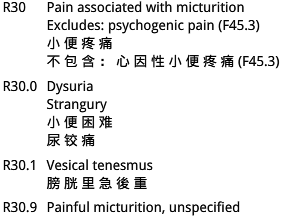 R30 Pain associated with micturition
Excludes: psychogenic pain (F45.3)
小便疼痛
不包含：心因性小便疼痛(F45.3)
R30.0 Dysuria
Strangury
小便困难
尿铰痛
R30.1 Vesical tenesmus
膀胱里急後重
R30.9 Painful micturition, unspecified